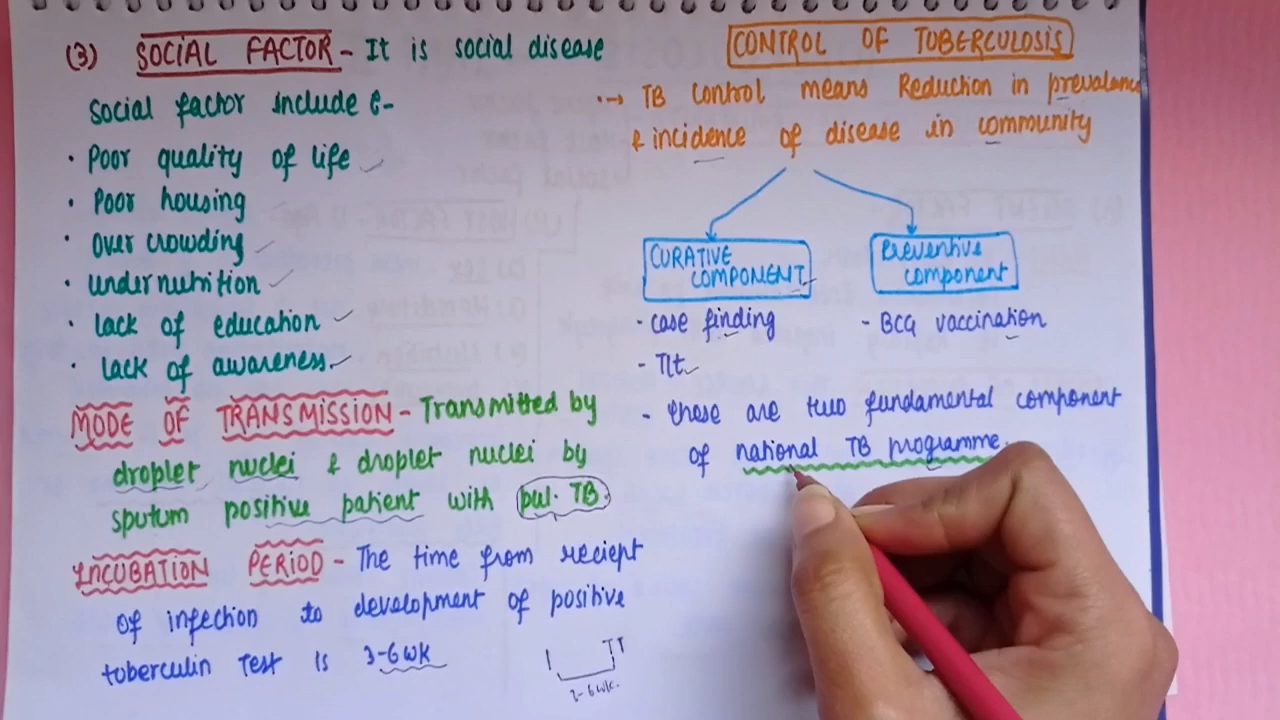 (3) SOCIAL FACTOR - It is social disease
Social factor include :-
• Poor quality of life
• Poor housing
• Over crowding
• undernutrition
• lack of education
• lack of awareness
MODE OF TRANSMISSION - Transmitted by
droplet nuclei & droplet nuclei by
sputum positive patient with pul. TB.
INCUBATION PERIOD - The time from reciept
of infection to development of positive
tuberculin test is 3-6wk
TT
3-6wk.
CONTROL OF TUBERCULOSIS
→ TB control means Reduction in prevalance
& incidence of disease in community
CURATIVE
COMPONENT
- case finding
- T/t
Preventive
component
- BCG vaccination
- these are two fundamental component
of national TB programme.